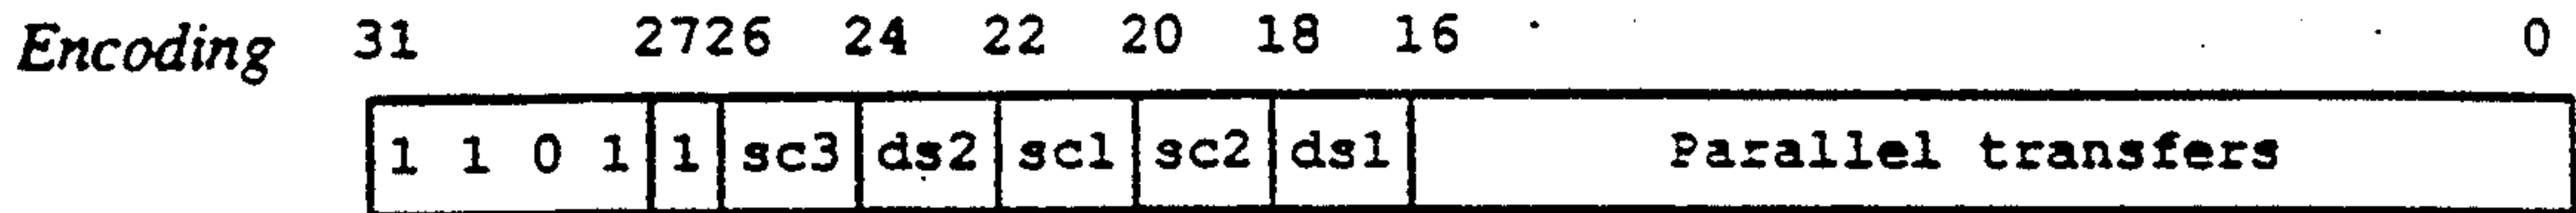 Encoding 31 2726 24 22 20 18 16 0
1 1 0 1 1 sc3 ds2 sc1 sc2 ds1 Parallel transfers